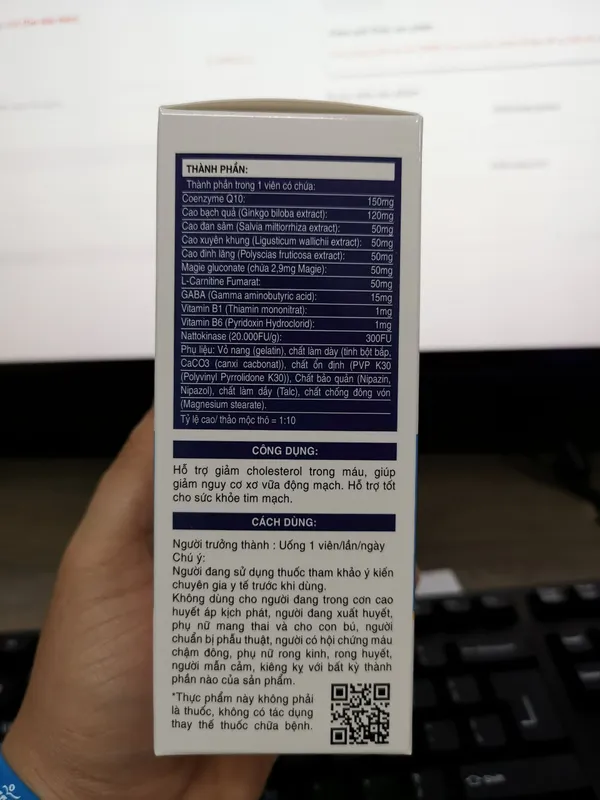 THÀNH PHẦN:
Thành phần trong 1 viên có chứa:
Coenzyme Q10: 150mg
Cao bạch quả (Ginkgo biloba extract): 120mg
Cao đan sâm (Salvia miltiorrhiza extract): 50mg
Cao xuyên khung (Ligusticum wallichii extract): 50mg
Cao đinh lăng (Polyscias fruticosa extract): 50mg
Magie gluconate (chứa 2,9mg Magie): 50mg
L-Carnitine Fumarat: 50mg
GABA (Gamma aminobutyric acid): 15mg
Vitamin B1 (Thiamin mononitrat): 1mg
Vitamin B6 (Pyridoxin Hydroclorid): 1mg
Nattokinase (20.000FU/g): 300FU
Phụ liệu: Vỏ nang (gelatin), chất làm dày (tinh bột bắp,
CaCO3 (canxi cacbonat)), chất ổn định (PVP K30
(Polyvinyl Pyrrolidone K30)), Chất bảo quản (Nipazin,
Nipazol), chất làm dày (Talc), chất chống đông vón
(Magnesium stearate).
Tỷ lệ cao/ thảo mộc thô = 1:10
CÔNG DỤNG:
Hỗ trợ giảm cholesterol trong máu, giúp
giảm nguy cơ xơ vữa động mạch. Hỗ trợ tốt
cho sức khỏe tim mạch.
CÁCH DÙNG:
Người trưởng thành : Uống 1 viên/lần/ngày
Chú ý:
Người đang sử dụng thuốc tham khảo ý kiến
chuyên gia y tế trước khi dùng.
Không dùng cho người đang trong cơn cao
huyết áp kịch phát, người đang xuất huyết,
phụ nữ mang thai và cho con bú, người
chuẩn bị phẫu thuật, người có hội chứng máu
chậm đông, phụ nữ rong kinh, rong huyết,
người mẫn cảm, kiêng kỵ với bất kỳ thành
phần nào của sản phẩm.
*Thực phẩm này không phải
là thuốc, không có tác dụng
thay thế thuốc chữa bệnh.
Shift